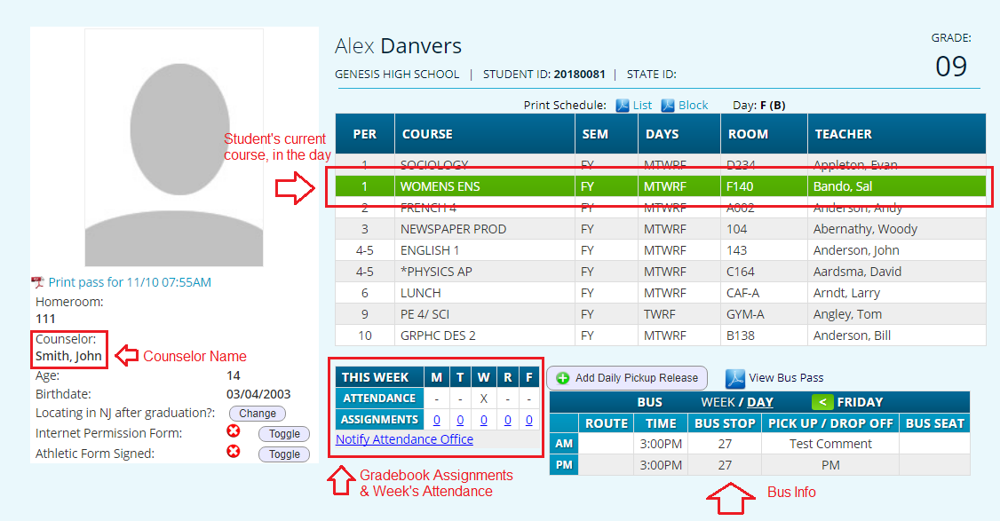 Alex Danvers
GRADE:
09
GENESIS HIGH SCHOOL | STUDENT ID: 20180081 | STATE ID:
Print Schedule: List Block Day: F (B)
PER COURSE SEM DAYS ROOM TEACHER
1 SOCIOLOGY FY MTWRF D234 Appleton, Evan
1 WOMENS ENS FY MTWRF F140 Bando, Sal
2 FRENCH 4 FY MTWRF A002 Anderson, Andy
3 NEWSPAPER PROD FY MTWRF 104 Abernathy, Woody
4-5 ENGLISH 1 FY MTWRF 143 Anderson, John
4-5 *PHYSICS AP FY MTWRF C164 Aardsma, David
6 LUNCH FY MTWRF CAF-A Arndt, Larry
9 PE 4/ SCI FY TWRF GYM-A Angley, Tom
10 GRPHC DES 2 FY MTWRF B138 Anderson, Bill
Student's current
course, in the day
Print pass for 11/10 07:55AM
Homeroom:
111
Counselor:
Smith, John
Counselor Name
Age: 14
Birthdate: 03/04/2003
Locating in NJ after graduation?: Change
Internet Permission Form: Toggle
Athletic Form Signed: Toggle
THIS WEEK M T W R F
ATTENDANCE - - X - -
ASSIGNMENTS 0 0 0 0 0
Notify Attendance Office
Gradebook Assignments
& Week's Attendance
Add Daily Pickup Release View Bus Pass
BUS WEEK / DAY < FRIDAY
ROUTE TIME BUS STOP PICK UP / DROP OFF BUS SEAT
AM 3:00PM 27 Test Comment
PM 3:00PM 27 PM
Bus Info